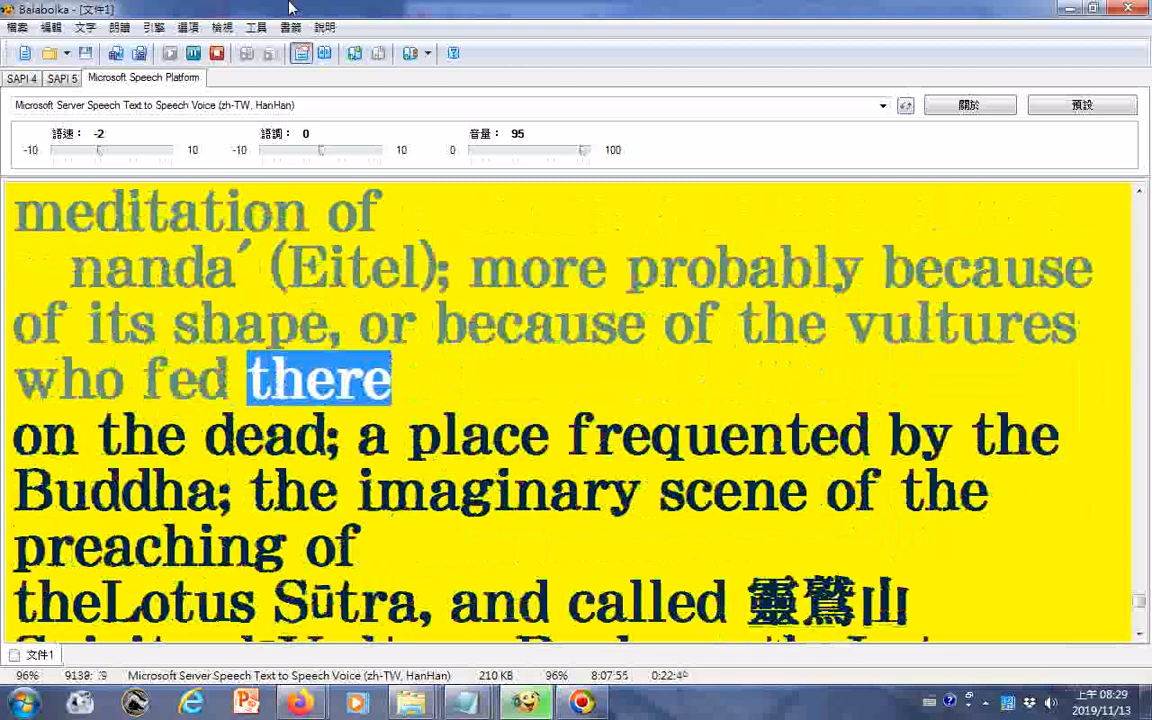 Balabolka - [文件1]
檔案 編輯 文字 朗讀 引擎 選項 檢視 工具 書籤 說明
SAPI 4 SAPI 5 Microsoft Speech Platform
Microsoft Server Speech Text to Speech Voice (zh-TW, HanHan) 關於 預設
語速： -2 語調： 0 音量： 95
-10 10 -10 10 0 100
meditation of
nanda´ (Eitel); more probably because
of its shape, or because of the vultures
who fed there
on the dead; a place frequented by the
Buddha; the imaginary scene of the
preaching of
theLotus Sūtra, and called 靈鷲山
文件1
96% Microsoft Server Speech Text to Speech Voice (zh-TW, HanHan) 210 KB 96% 8:07:55
上午 08:29
2019/11/13